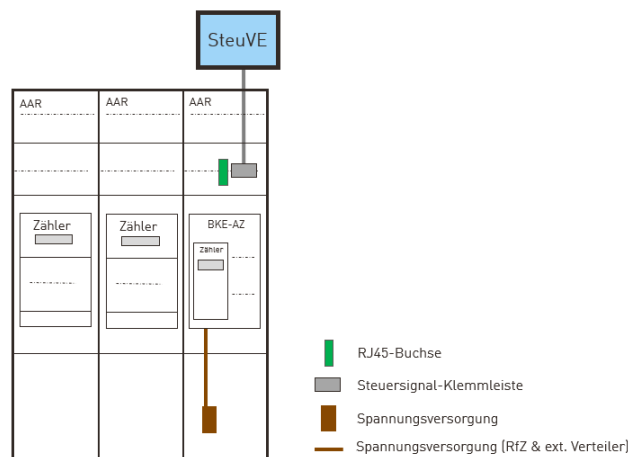 SteuVE
AAR
AAR
AAR
Zähler
Zähler
BKE-AZ
Zähler
RJ45-Buchse
Steuersignal-Klemmleiste
Spannungsversorgung
Spannungsversorgung (RfZ & ext. Verteiler)